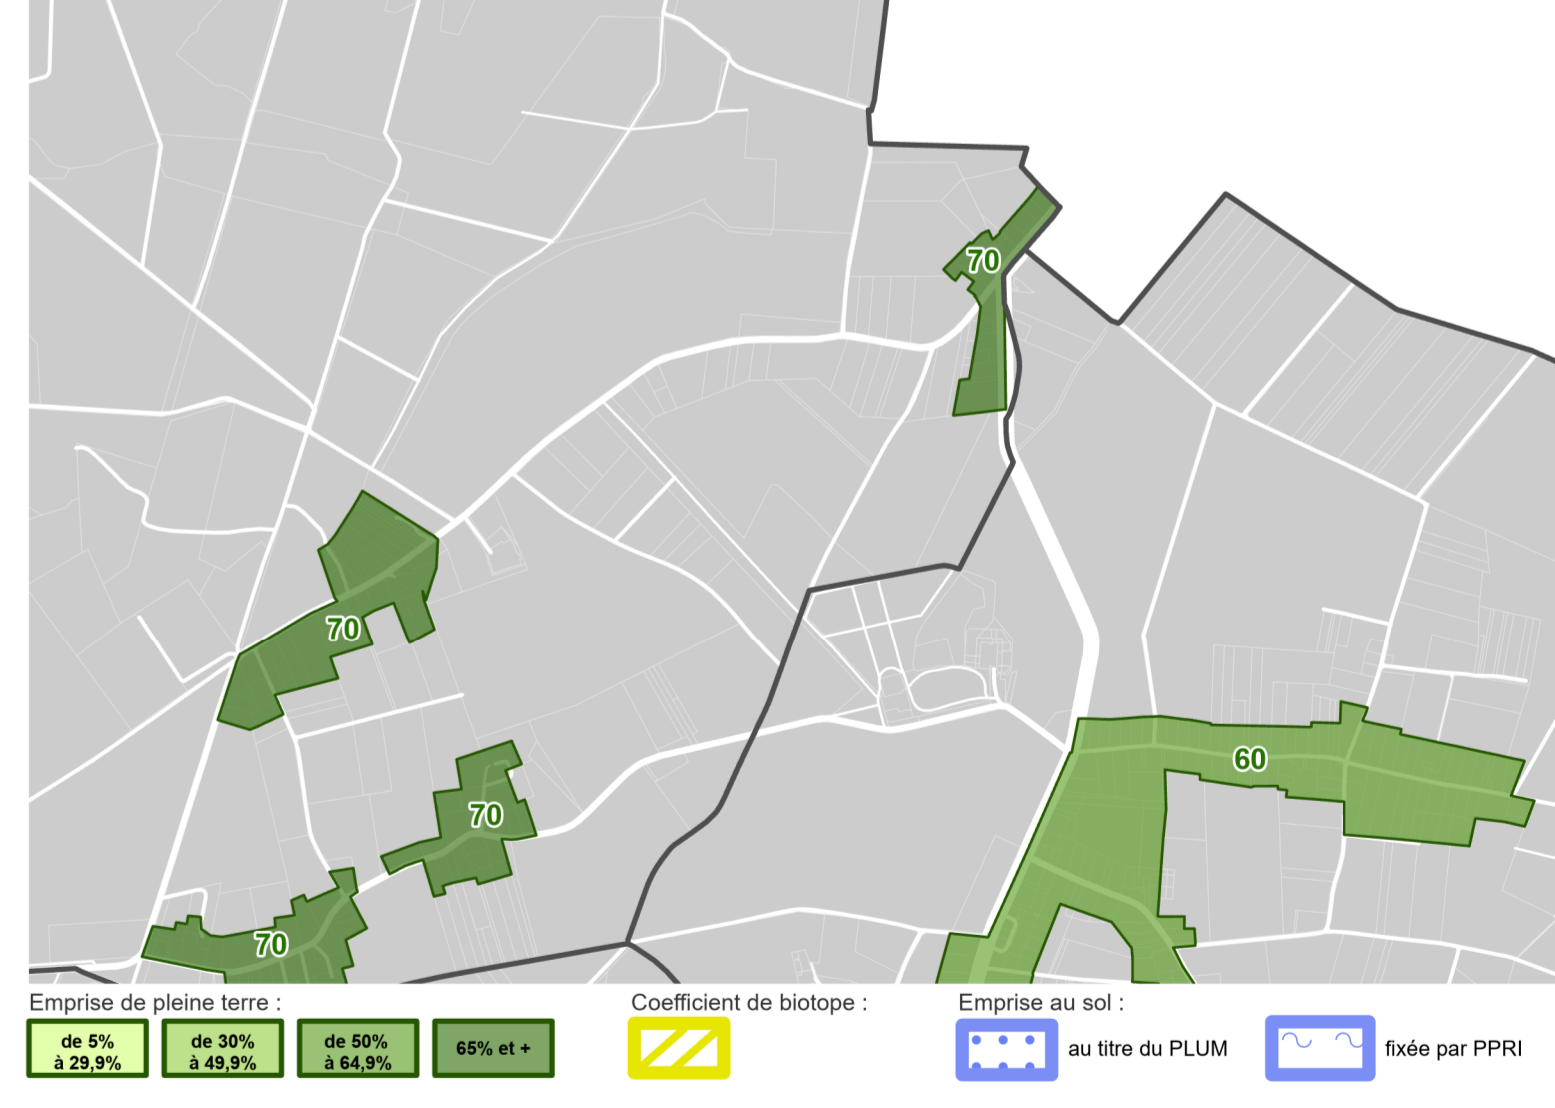 70
70
60
70
70
Emprise de pleine terre :
Coefficient de biotope :
Emprise au sol :
de 5%
à 29,9%
de 30%
à 49,9%
de 50%
à 64,9%
65% et +
au titre du PLUM
fixée par PPRI